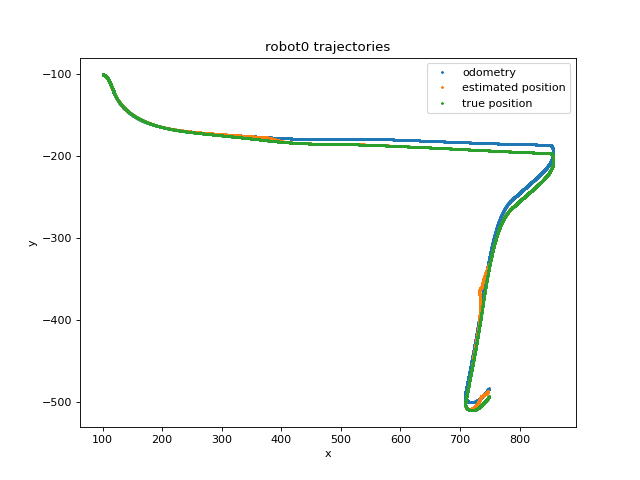 robot0 trajectories
odometry
estimated position
true position
−100
−200
−300
−400
−500
y
100 200 300 400 500 600 700 800
x